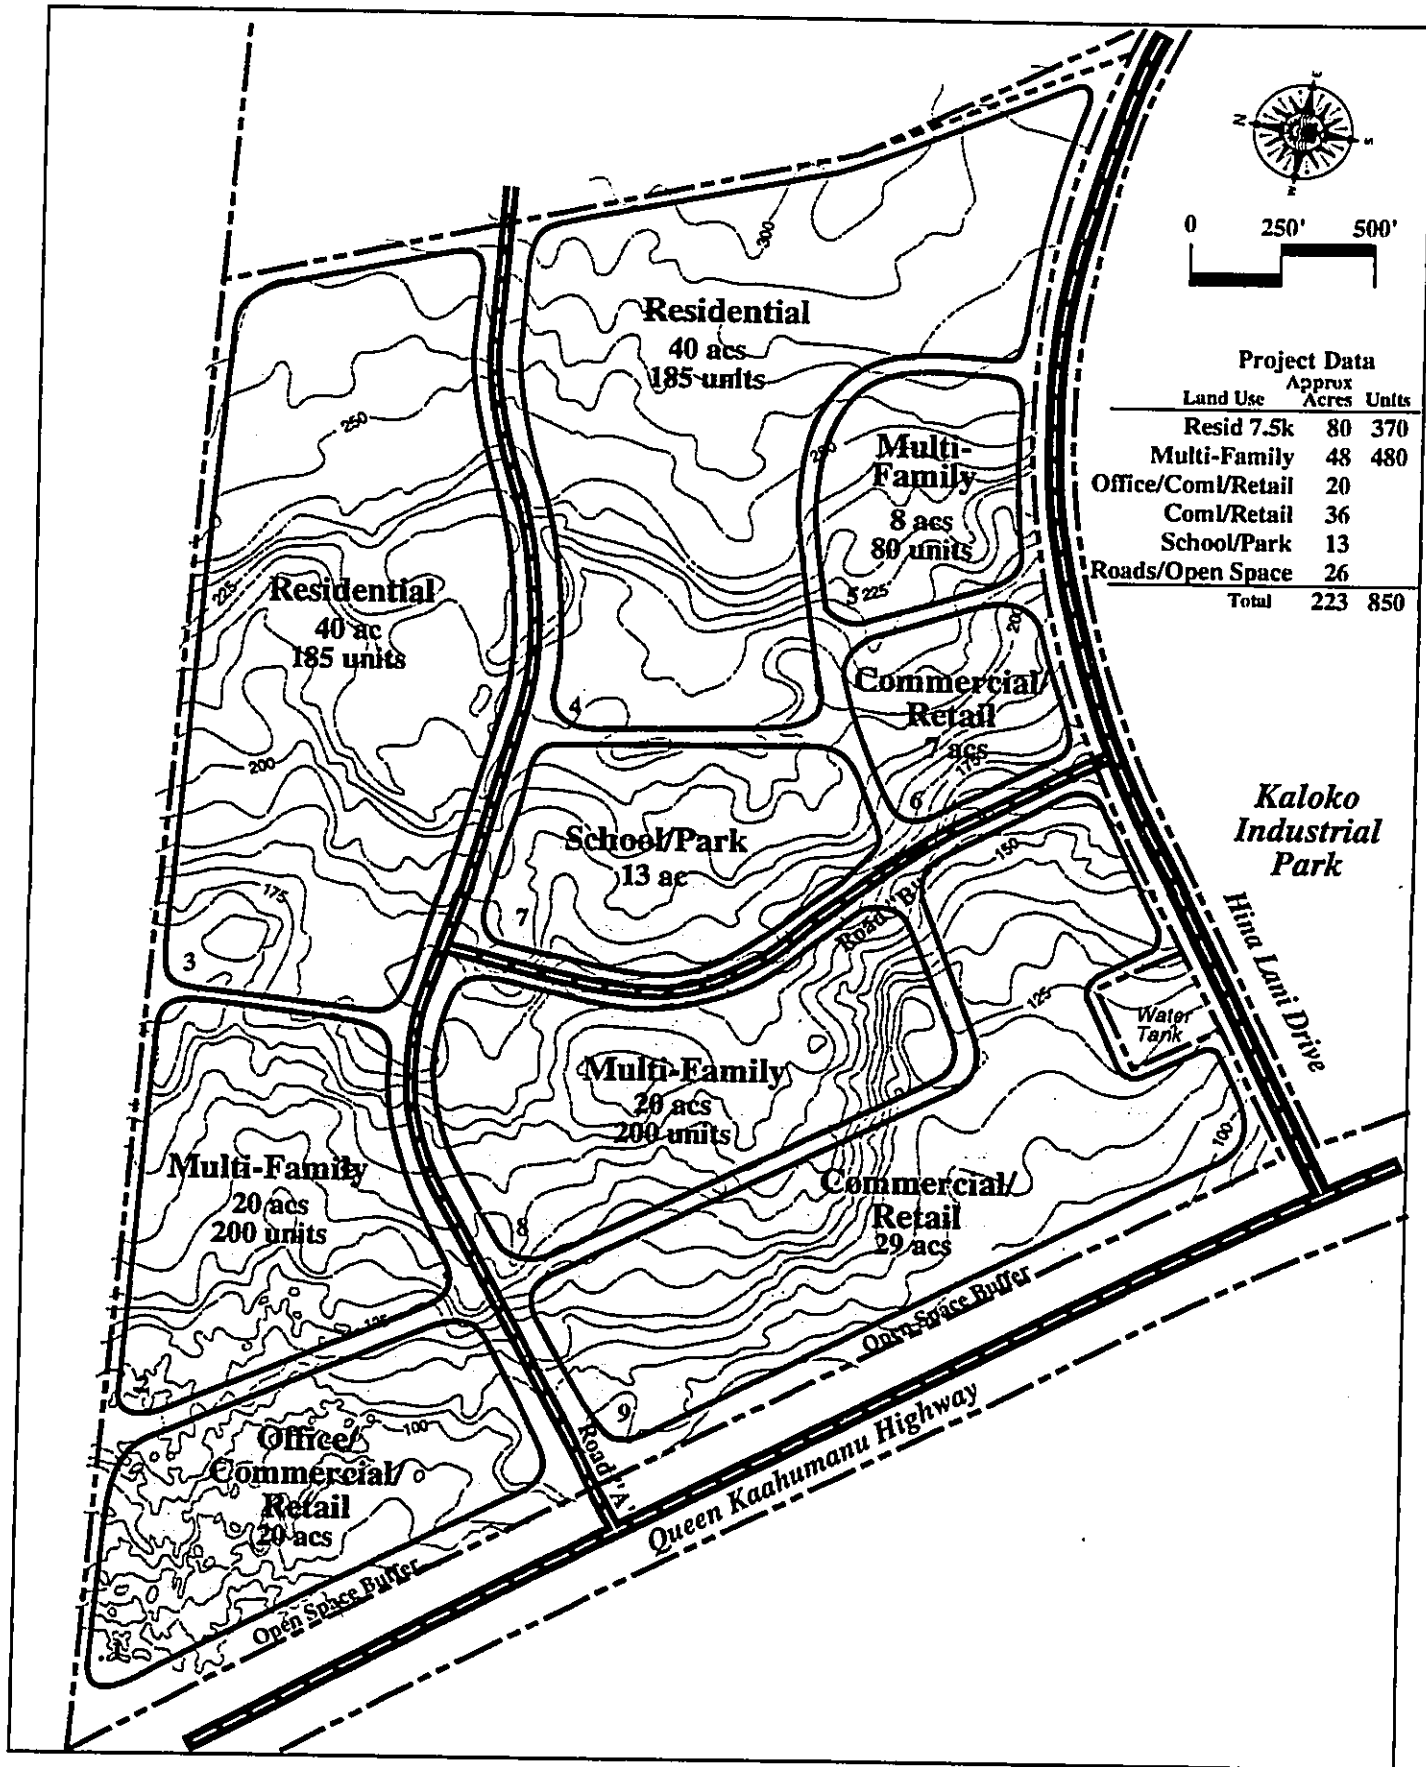 E
N
S
0 250' 500'
Project Data
Land Use Approx Acres Units
Resid 7.5k 80 370
Multi-Family 48 480
Office/Coml/Retail 20
Coml/Retail 36
School/Park 13
Roads/Open Space 26
Total 223 850
300
Residential
40 acs
185 units
250
250
Multi-
Family
8 acs
80 units
5
225
225
Residential
40 ac
185 units
200
Commercial/
Retail
7 acs
175
6
4
200
Kaloko
Industrial
Park
School/Park
13 ac
7
150
175
3
Road "B"
Hina Lani Drive
125
Water
Tank
Multi-Family
20 acs
200 units
8
100
Multi-Family
20 acs
200 units
Commercial/
Retail
29 acs
125
Open Space Buffer
9
100
Office/
Commercial/
Retail
20 acs
Road "A"
Queen Kaahumanu Highway
Open Space Buffer
1